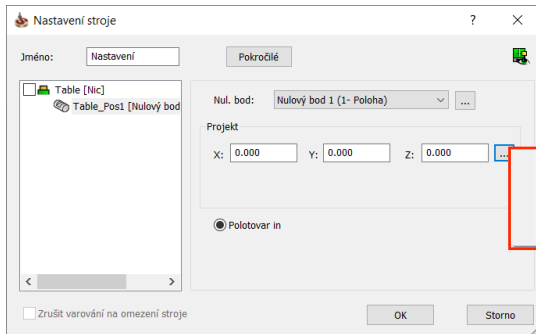 Nastavení stroje
Jméno: Nastavení Pokročilé
Table [Nic]
Table_Pos1 [Nulový bod
Nul. bod: Nulový bod 1 (1- Poloha) ...
Projekt
X: 0.000 Y: 0.000 Z: 0.000 ...
Polotovar in
Zrušit varování na omezení stroje
OK Storno